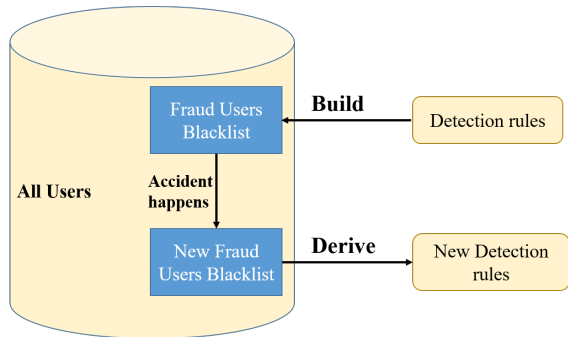 Fraud Users
Blacklist
Build
Detection rules
All Users
Accident
happens
New Fraud
Users Blacklist
Derive
New Detection
rules